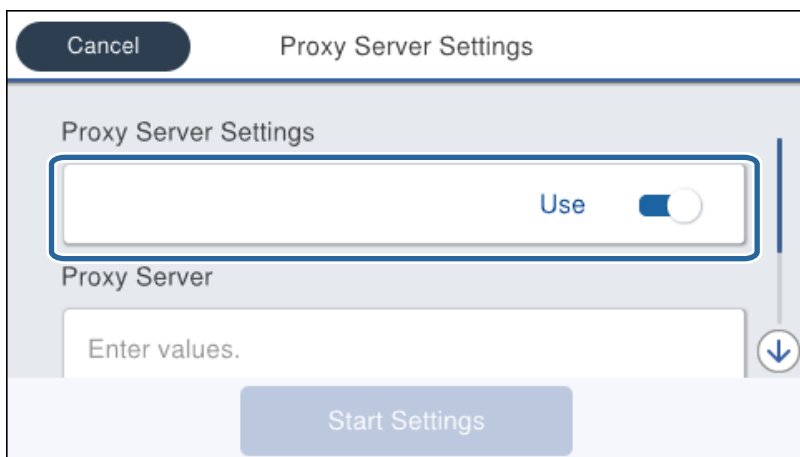 Cancel
Proxy Server Settings
Proxy Server Settings
Use
Proxy Server
Enter values.
Start Settings